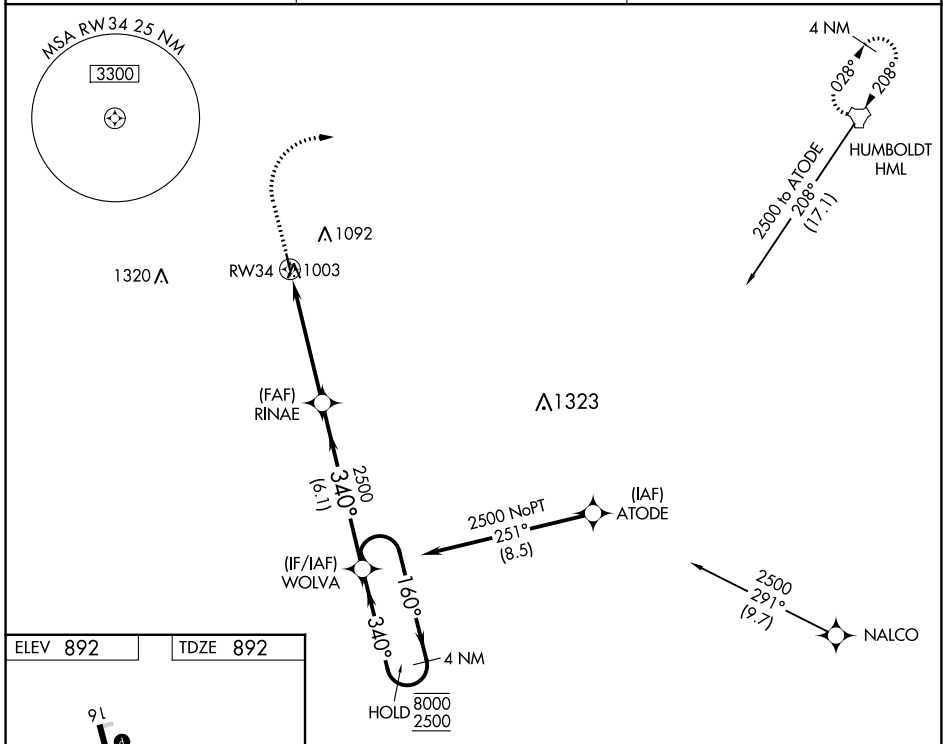 MSA RW34 25 NM
3300
4 NM
028°
208°
HUMBOLDT
HML
2500 to ATODE
208°
(17.1)
1092
1320
RW34
1003
(FAF)
RINAE
1323
2500
340°
(6.1)
(IAF)
ATODE
2500 NoPT
251°
(8.5)
(IF/IAF)
WOLVA
160°
340°
4 NM
HOLD
8000
2500
2500
291°
(9.7)
NALCO
ELEV 892
TDZE 892
16
P